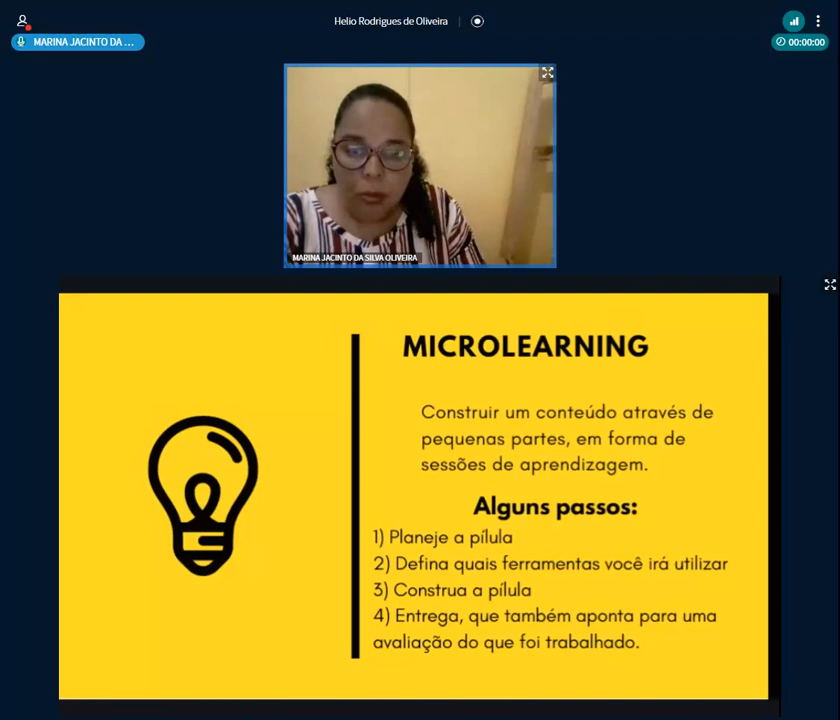 Helio Rodrigues de Oliveira
MARINA JACINTO DA ...
00:00:00
MARINA JACINTO DA SILVA OLIVEIRA
MICROLEARNING
Construir um conteúdo através de
pequenas partes, em forma de
sessões de aprendizagem.
Alguns passos:
1) Planeje a pílula
2) Defina quais ferramentas você irá utilizar
3) Construa a pílula
4) Entrega, que também aponta para uma
avaliação do que foi trabalhado.